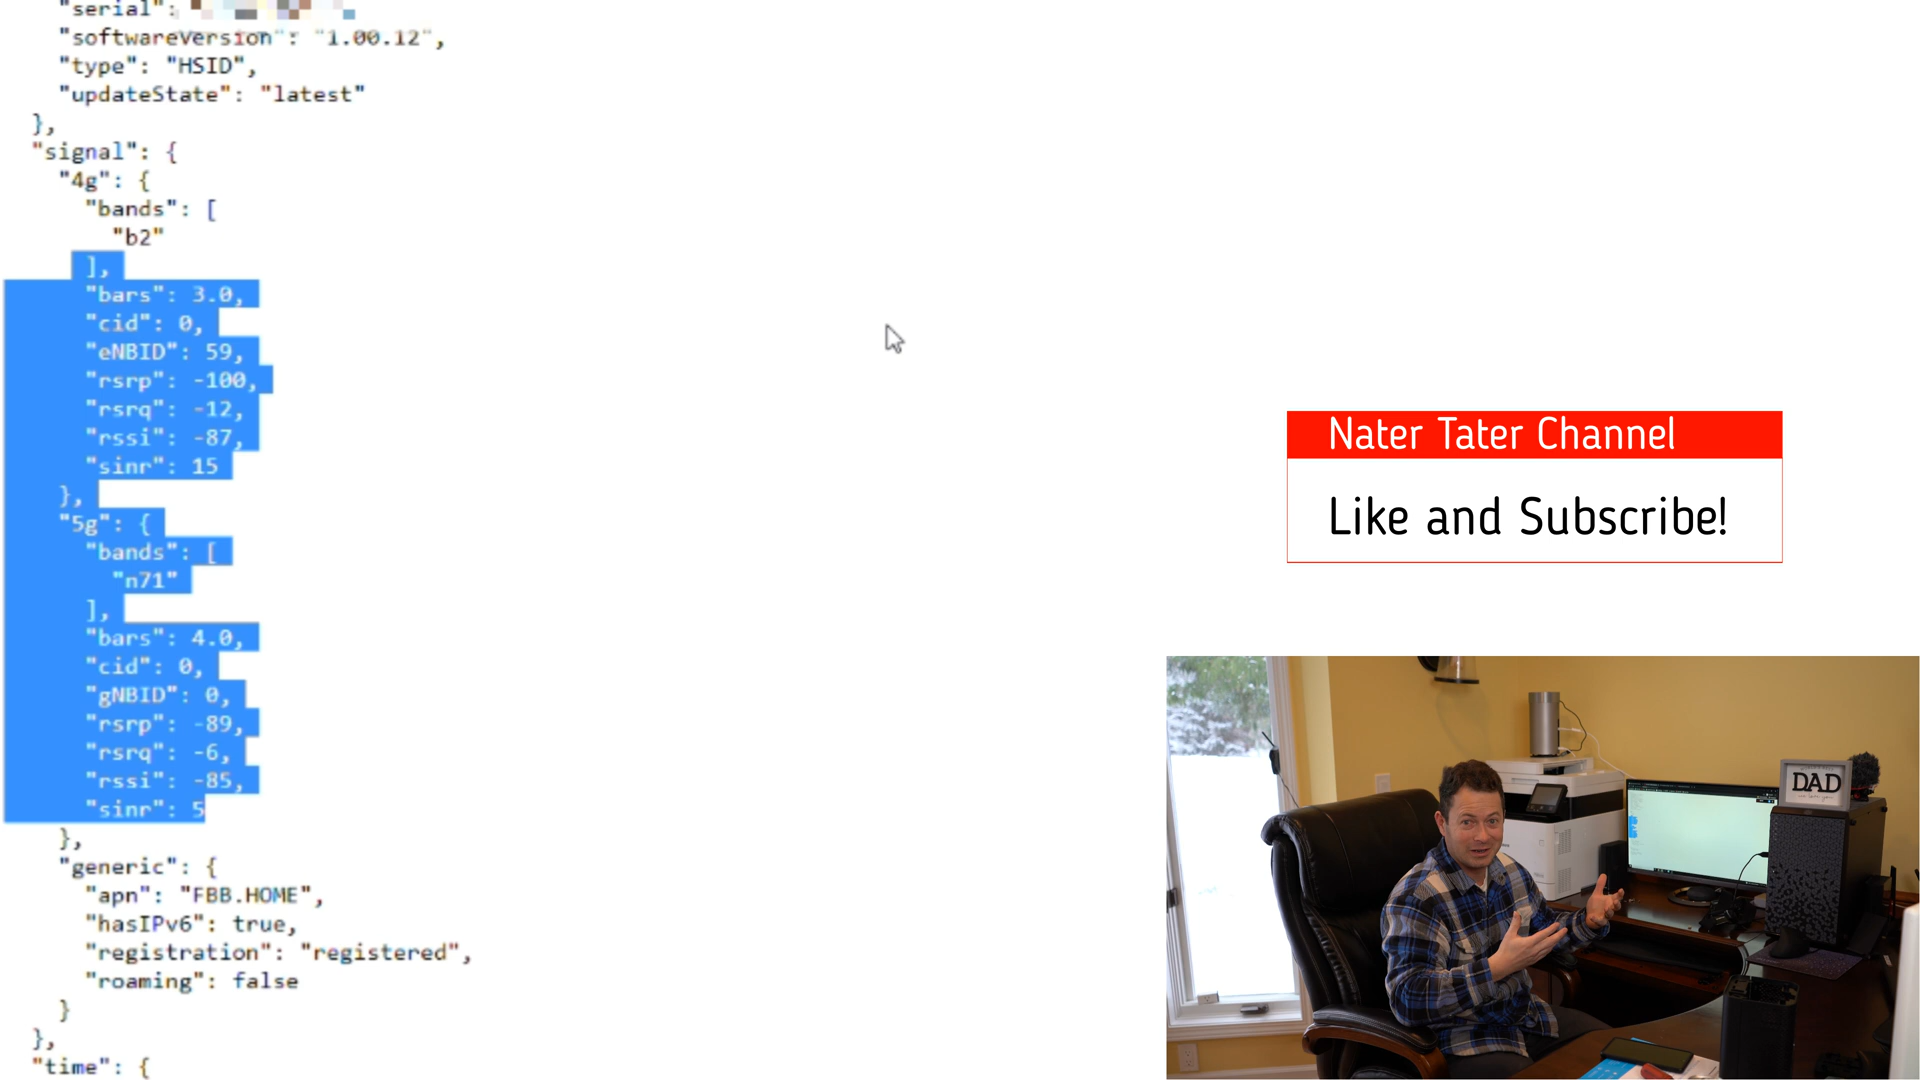 "serial":
"softwareVersion": "1.00.12",
"type": "HSID",
"updateState": "latest"
},
"signal": {
"4g": {
"bands": [
"b2"
],
"bars": 3.0,
"cid": 0,
"eNBID": 59,
"rsrp": -100,
"rsrq": -12,
"rssi": -87,
"sinr": 15
},
"5g": {
"bands": [
"n71"
],
"bars": 4.0,
"cid": 0,
"gNBID": 0,
"rsrp": -89,
"rsrq": -6,
"rssi": -85,
"sinr": 5
},
"generic": {
"apn": "FBB.HOME",
"hasIPv6": true,
"registration": "registered",
"roaming": false
}
},
"time": {
Nater Tater Channel
Like and Subscribe!
DAD